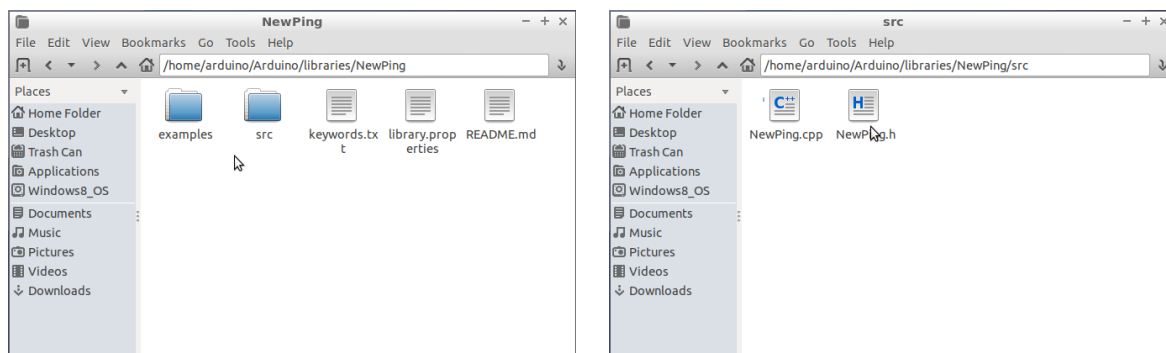 NewPing
File Edit View Bookmarks Go Tools Help
/home/arduino/Arduino/libraries/NewPing
Places
Home Folder
Desktop
Trash Can
Applications
Windows8_OS
Documents
Music
Pictures
Videos
Downloads
examples src keywords.tx library.prop README.md
t erties
src
File Edit View Bookmarks Go Tools Help
/home/arduino/Arduino/libraries/NewPing/src
Places
Home Folder
Desktop
Trash Can
Applications
Windows8_OS
Documents
Music
Pictures
Videos
Downloads
C++ H
NewPing.cpp NewPing.h